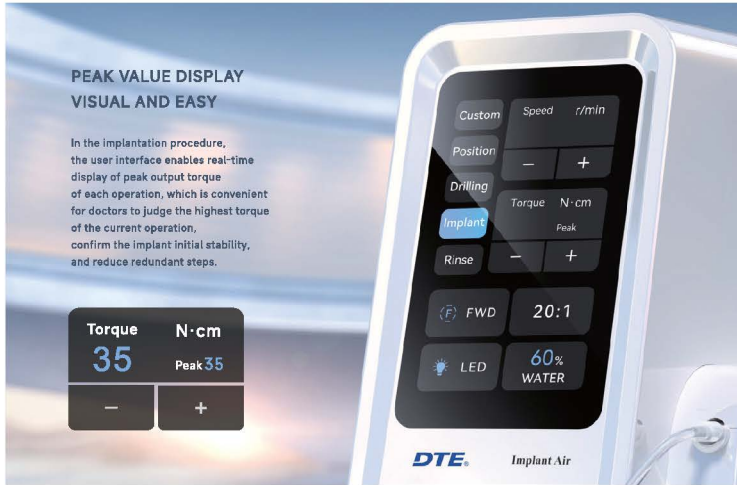 PEAK VALUE DISPLAY
VISUAL AND EASY
In the implantation procedure,
the user interface enables real-time
display of peak output torque
of each operation, which is convenient
for doctors to judge the highest torque
of the current operation,
confirm the implant initial stability,
and reduce redundant steps.
Torque N·cm
35 Peak 35
− +
Custom
Position
Drilling
Implant
Rinse
Speed r/min
− +
Torque N·cm
Peak
− +
(F) FWD
20:1
LED
60%
WATER
DTE®
Implant Air